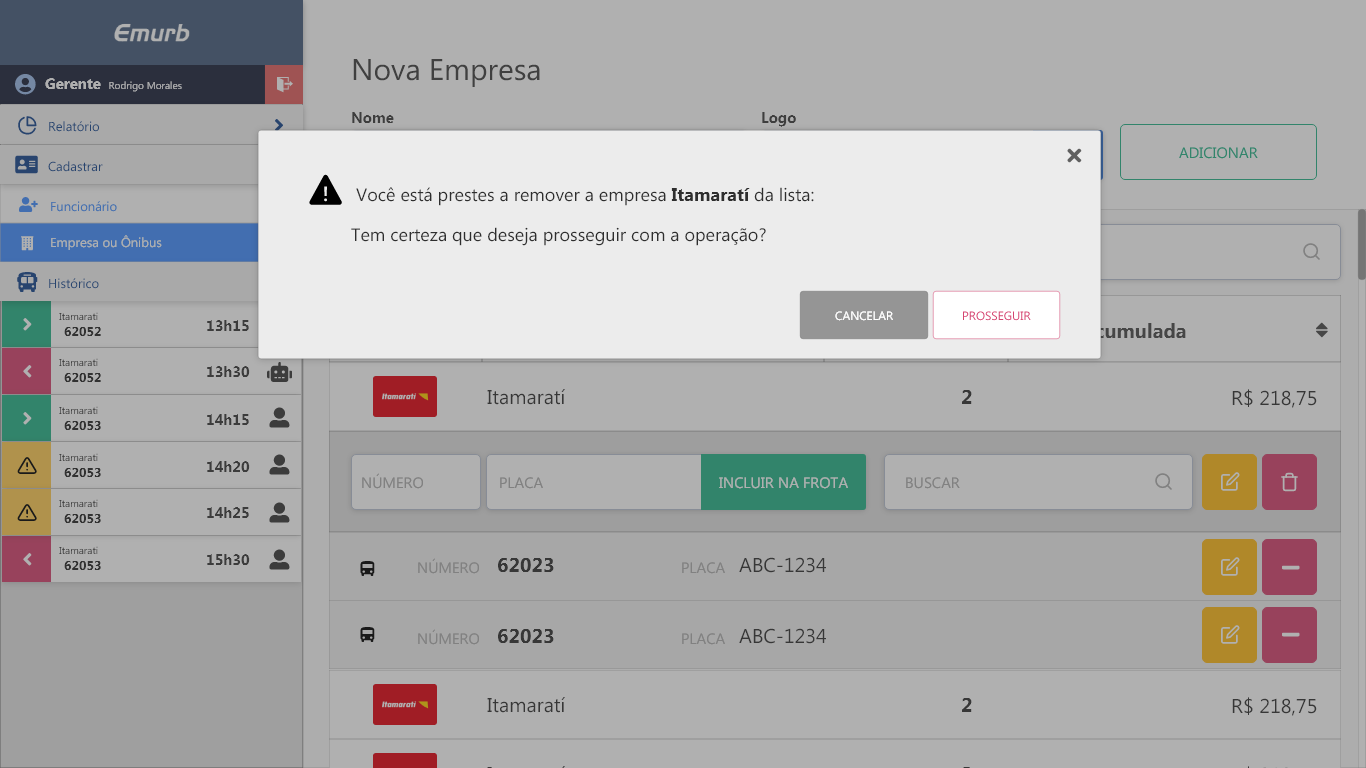 Emurb
Gerente Rodrigo Morales
Relatório
Cadastrar
Funcionário
Empresa ou Ônibus
Histórico
Itamarati
62052
13h15
Itamarati
62052
13h30
Itamarati
62053
14h15
Itamarati
62053
14h20
Itamarati
62053
14h25
Itamarati
62053
15h30
Nova Empresa
Nome
Logo
ADICIONAR
Você está prestes a remover a empresa Itamaratí da lista:
Tem certeza que deseja prosseguir com a operação?
CANCELAR
PROSSEGUIR
cumulada
Itamaratí
Itamaratí
2
R$ 218,75
NÚMERO
PLACA
INCLUIR NA FROTA
BUSCAR
NÚMERO 62023 PLACA ABC-1234
NÚMERO 62023 PLACA ABC-1234
Itamaratí
Itamaratí
2
R$ 218,75